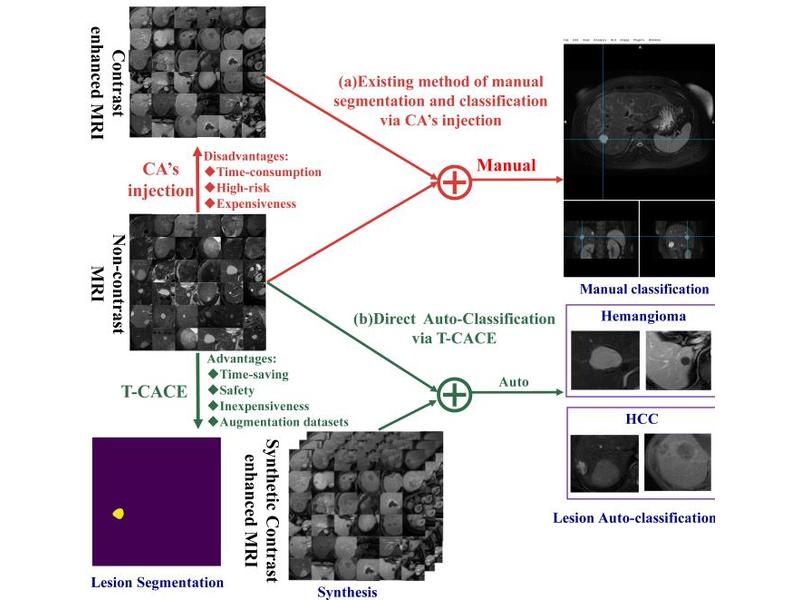 Contrast
enhanced MRI
(a)Existing method of manual
segmentation and classification
via CA's injection
CA's
injection
Disadvantages:
◆Time-consumption
◆High-risk
◆Expensiveness
Manual
Manual classification
Non-contrast
MRI
(b)Direct Auto-Classification
via T-CACE
T-CACE
Advantages:
◆Time-saving
◆Safety
◆Inexpensiveness
◆Augmentation datasets
Auto
Hemangioma
HCC
Lesion Auto-classification
Synthetic Contrast
enhanced MRI
Lesion Segmentation
Synthesis